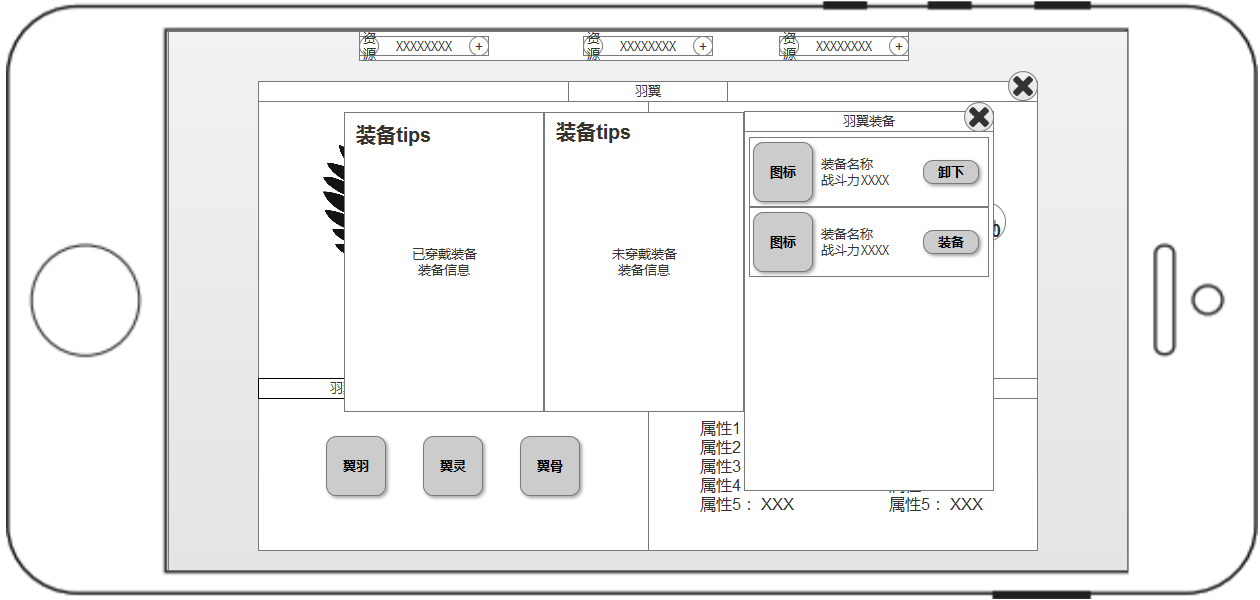 资源 XXXXXXXX +
资源 XXXXXXXX +
资源 XXXXXXXX +
羽翼
装备tips
已穿戴装备
装备信息
装备tips
未穿戴装备
装备信息
羽翼装备
图标
装备名称
战斗力XXXX
卸下
图标
装备名称
战斗力XXXX
装备
羽
翼羽
翼灵
翼骨
属性1
属性2
属性3
属性4
属性5： XXX
属性5： XXX